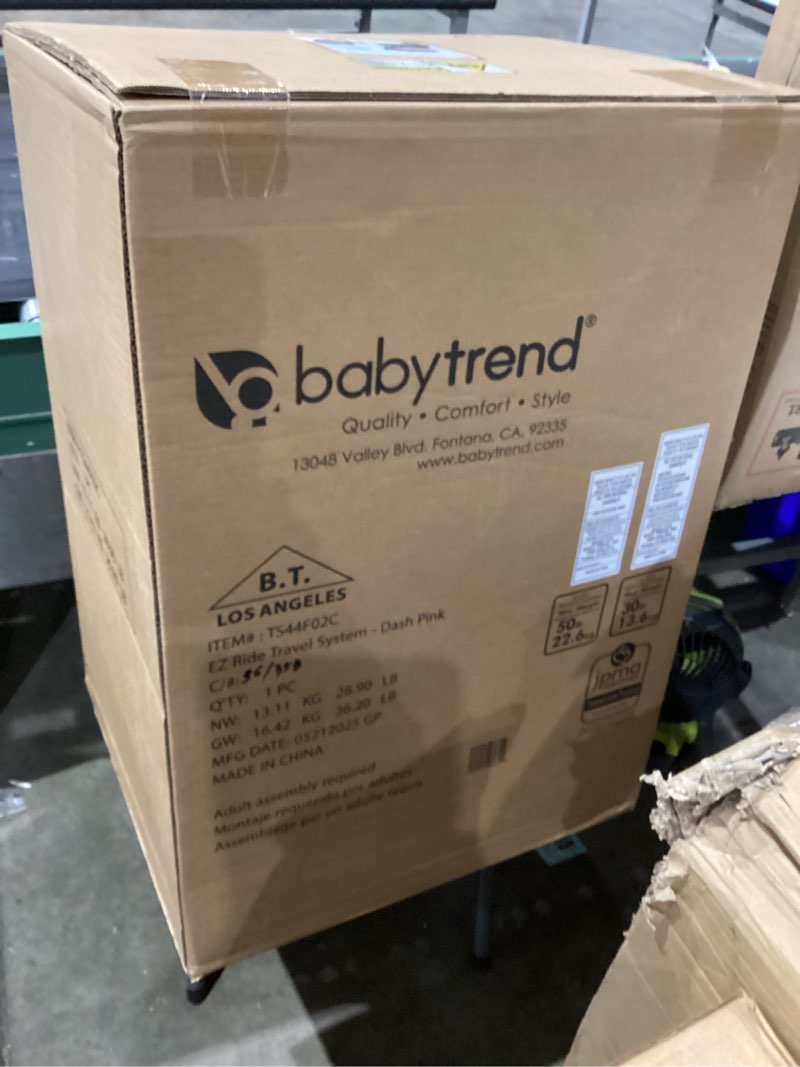 babytrend®
Quality • Comfort • Style
13048 Valley Blvd. Fontana, CA, 92335
www.babytrend.com
B.T.
LOS ANGELES
ITEM# : TS44F02C
EZ Ride Travel System - Dash Pink
C/#: 56/358
Q'TY: 1 PC
NW: 13.11 KG 28.90 LB
GW: 16.42 KG 36.20 LB
MFG DATE: 05212025 GP
MADE IN CHINA
Adult assembly required
Montaje requerido por adultos
Assemblage par un adulte requis
50lb
22.6kg
30lb
13.6kg
jpma